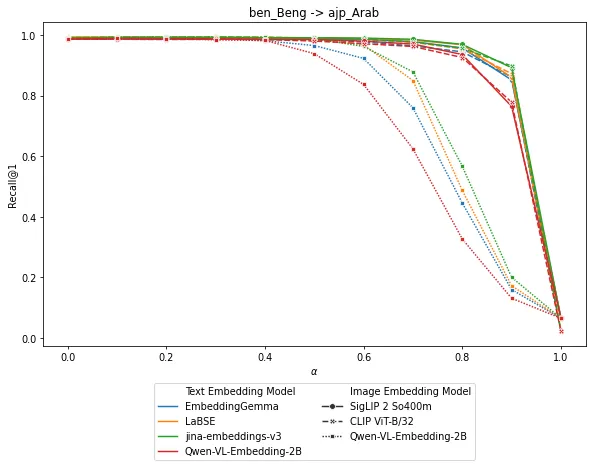 ben_Beng -> ajp_Arab
Recall@1
1.0
0.8
0.6
0.4
0.2
0.0
0.0 0.2 0.4 0.6 0.8 1.0
α
Text Embedding Model
EmbeddingGemma
LaBSE
jina-embeddings-v3
Qwen-VL-Embedding-2B
Image Embedding Model
SigLIP 2 So400m
CLIP ViT-B/32
Qwen-VL-Embedding-2B